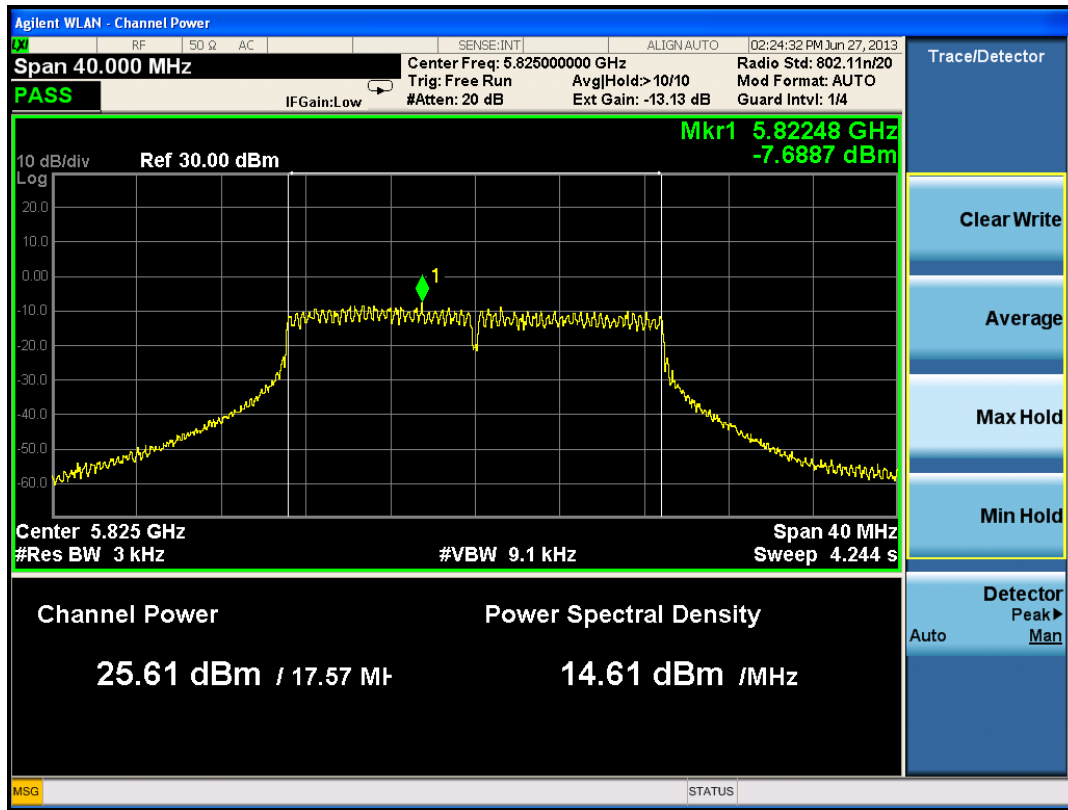 Agilent WLAN - Channel Power
LXI RF 50 Ω AC SENSE:INT ALIGN AUTO 02:24:32 PM Jun 27, 2013
Span 40.000 MHz
PASS
IFGain:Low
Center Freq: 5.825000000 GHz
Trig: Free Run Avg|Hold:>10/10
#Atten: 20 dB Ext Gain: -13.13 dB
Radio Std: 802.11n/20
Mod Format: AUTO
Guard Intvl: 1/4
Mkr1 5.82248 GHz
-7.6887 dBm
10 dB/div Ref 30.00 dBm
Log
20.0
10.0
0.00
-10.0
-20.0
-30.0
-40.0
-50.0
-60.0
1
Center 5.825 GHz Span 40 MHz
#Res BW 3 kHz #VBW 9.1 kHz Sweep 4.244 s
Channel Power Power Spectral Density
25.61 dBm / 17.57 MH 14.61 dBm /MHz
Trace/Detector
Clear Write
Average
Max Hold
Min Hold
Detector
Peak▶
Auto Man
MSG STATUS